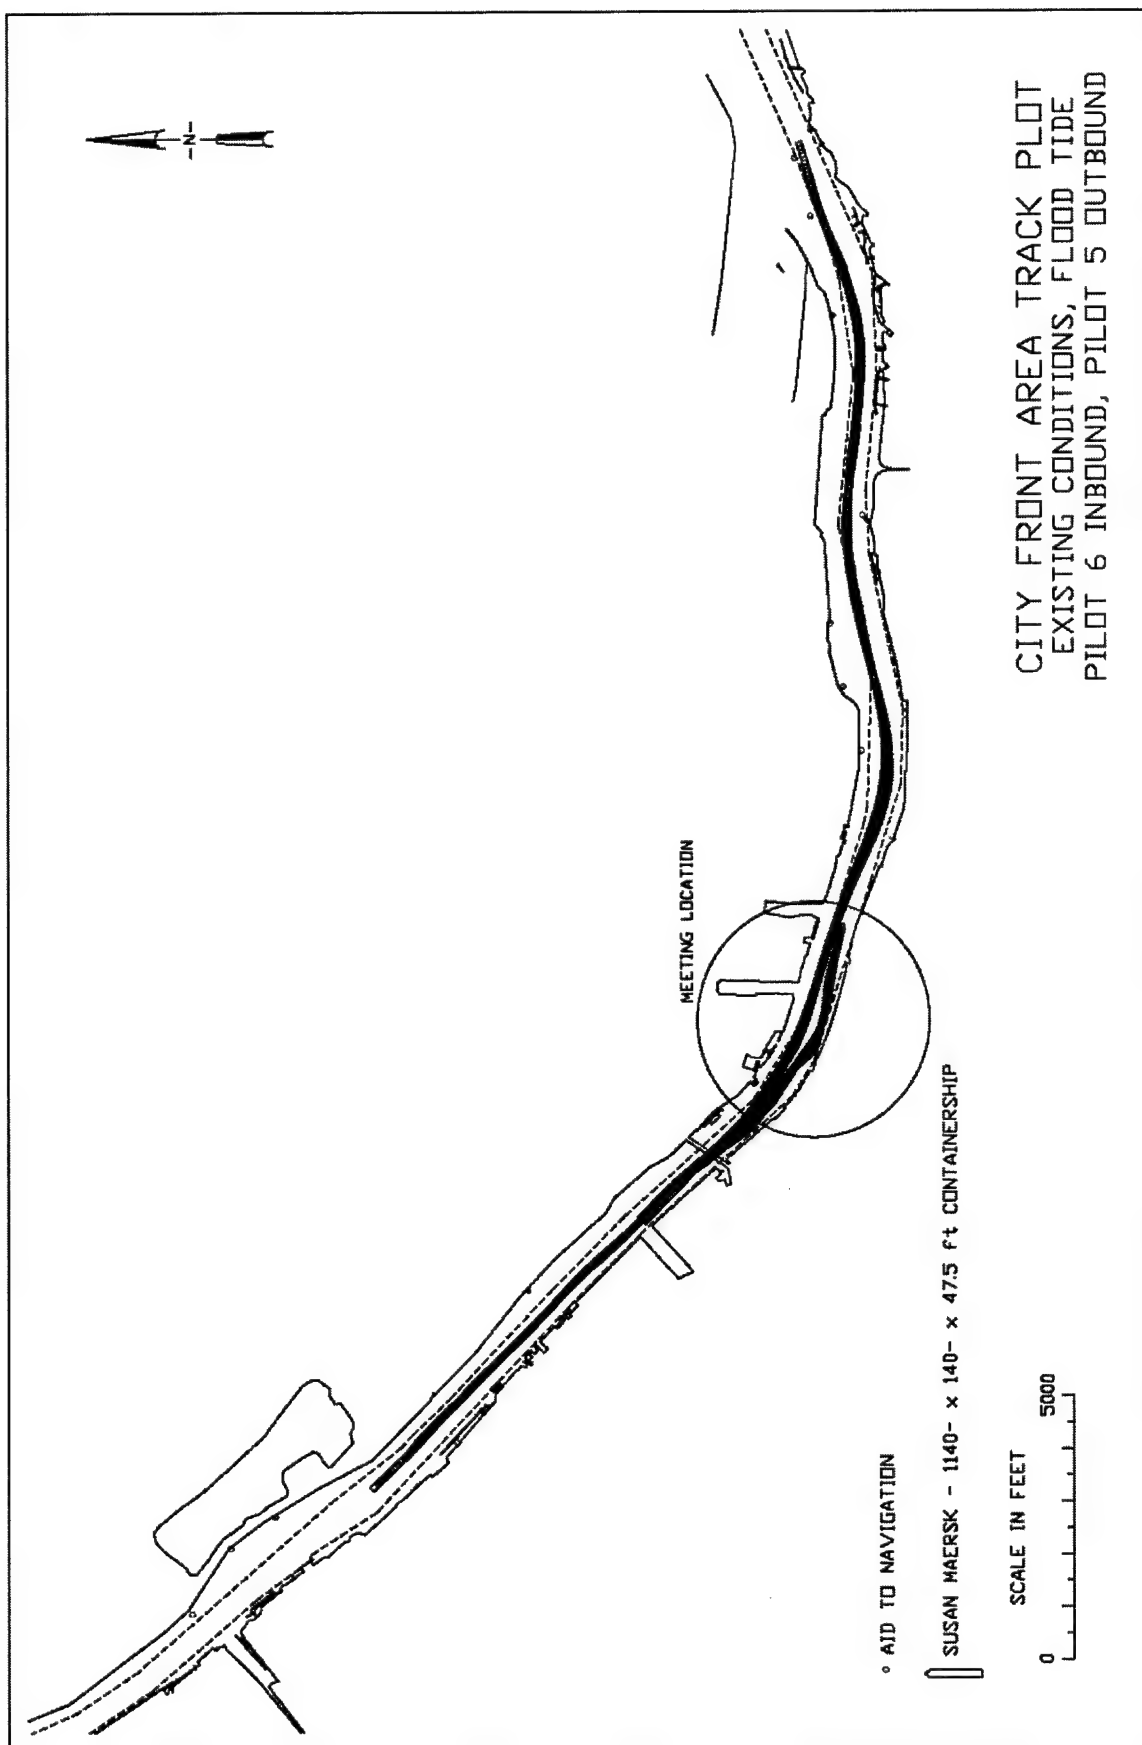 N
MEETING LOCATION
CITY FRONT AREA TRACK PLOT
EXISTING CONDITIONS, FLOOD TIDE
PILOT 6 INBOUND, PILOT 5 OUTBOUND
AID TO NAVIGATION
SUSAN MAERSK - 1140- x 140- x 47.5 ft CONTAINERSHIP
SCALE IN FEET
0 5000